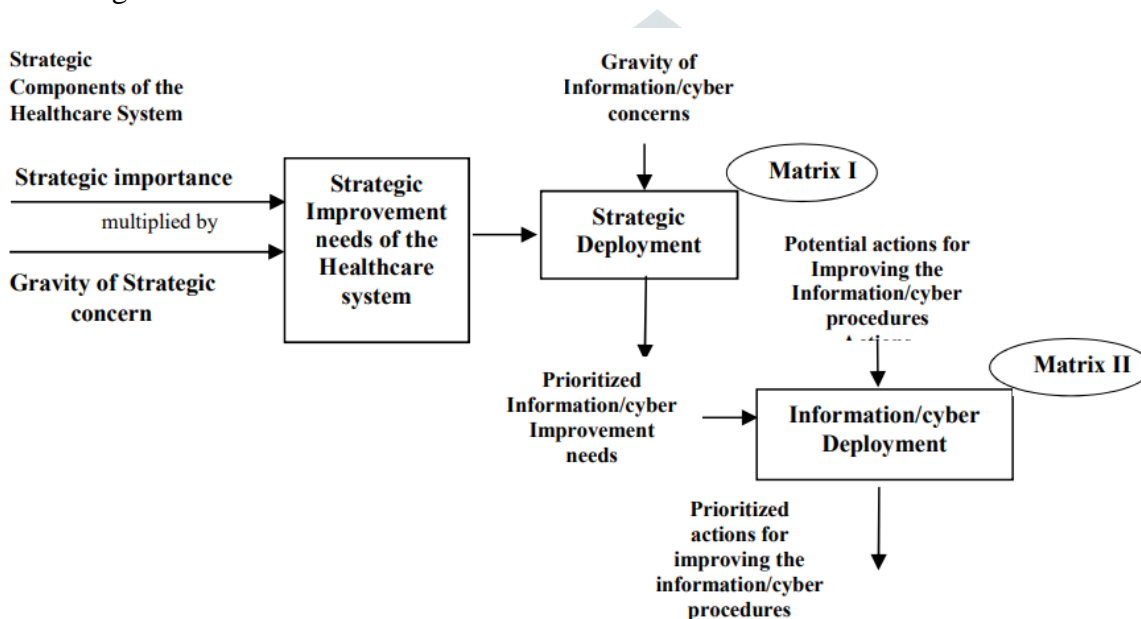 Strategic
Components of the
Healthcare System
Gravity of
Information/cyber
concerns
Matrix I
Strategic importance
multiplied by
Gravity of Strategic
concern
Strategic
Improvement
needs of the
Healthcare
system
Strategic
Deployment
Potential actions for
Improving the
Information/cyber
procedures
Matrix II
Prioritized
Information/cyber
Improvement
needs
Information/cyber
Deployment
Prioritized
actions for
improving the
information/cyber
procedures